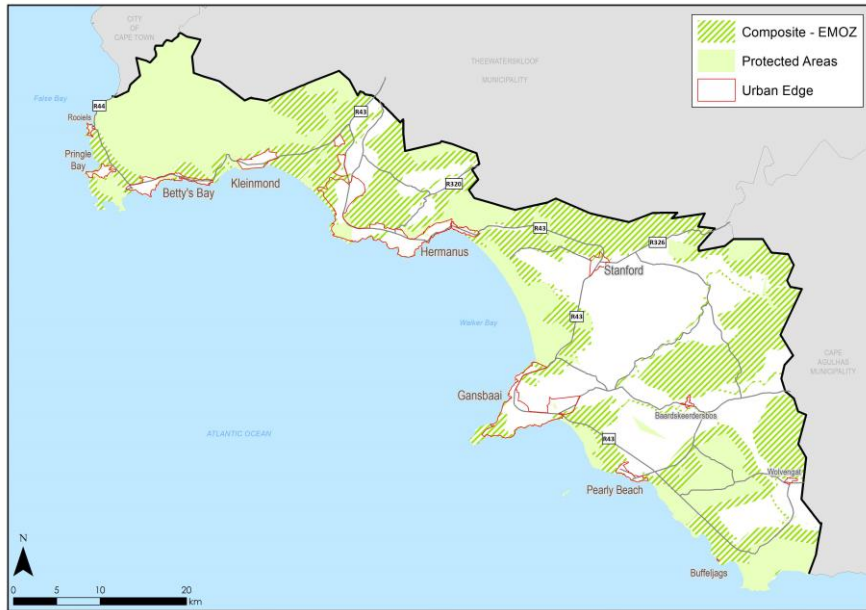 CITY
OF
CAPE TOWN
THEEWATERSKLOOF
MUNICIPALITY
Composite - EMOZ
Protected Areas
Urban Edge
False Bay
R44
Rooiels
R43
Pringle
Bay
Betty's Bay
Kleinmond
R320
Hermanus
R43
R326
Stanford
Walker Bay
R43
CAPE
AGULHAS
MUNICIPALITY
Gansbaai
Baardskeerdersbos
ATLANTIC OCEAN
R43
Wolvengat
Pearly Beach
Buffeljags
N
0 5 10 20
km